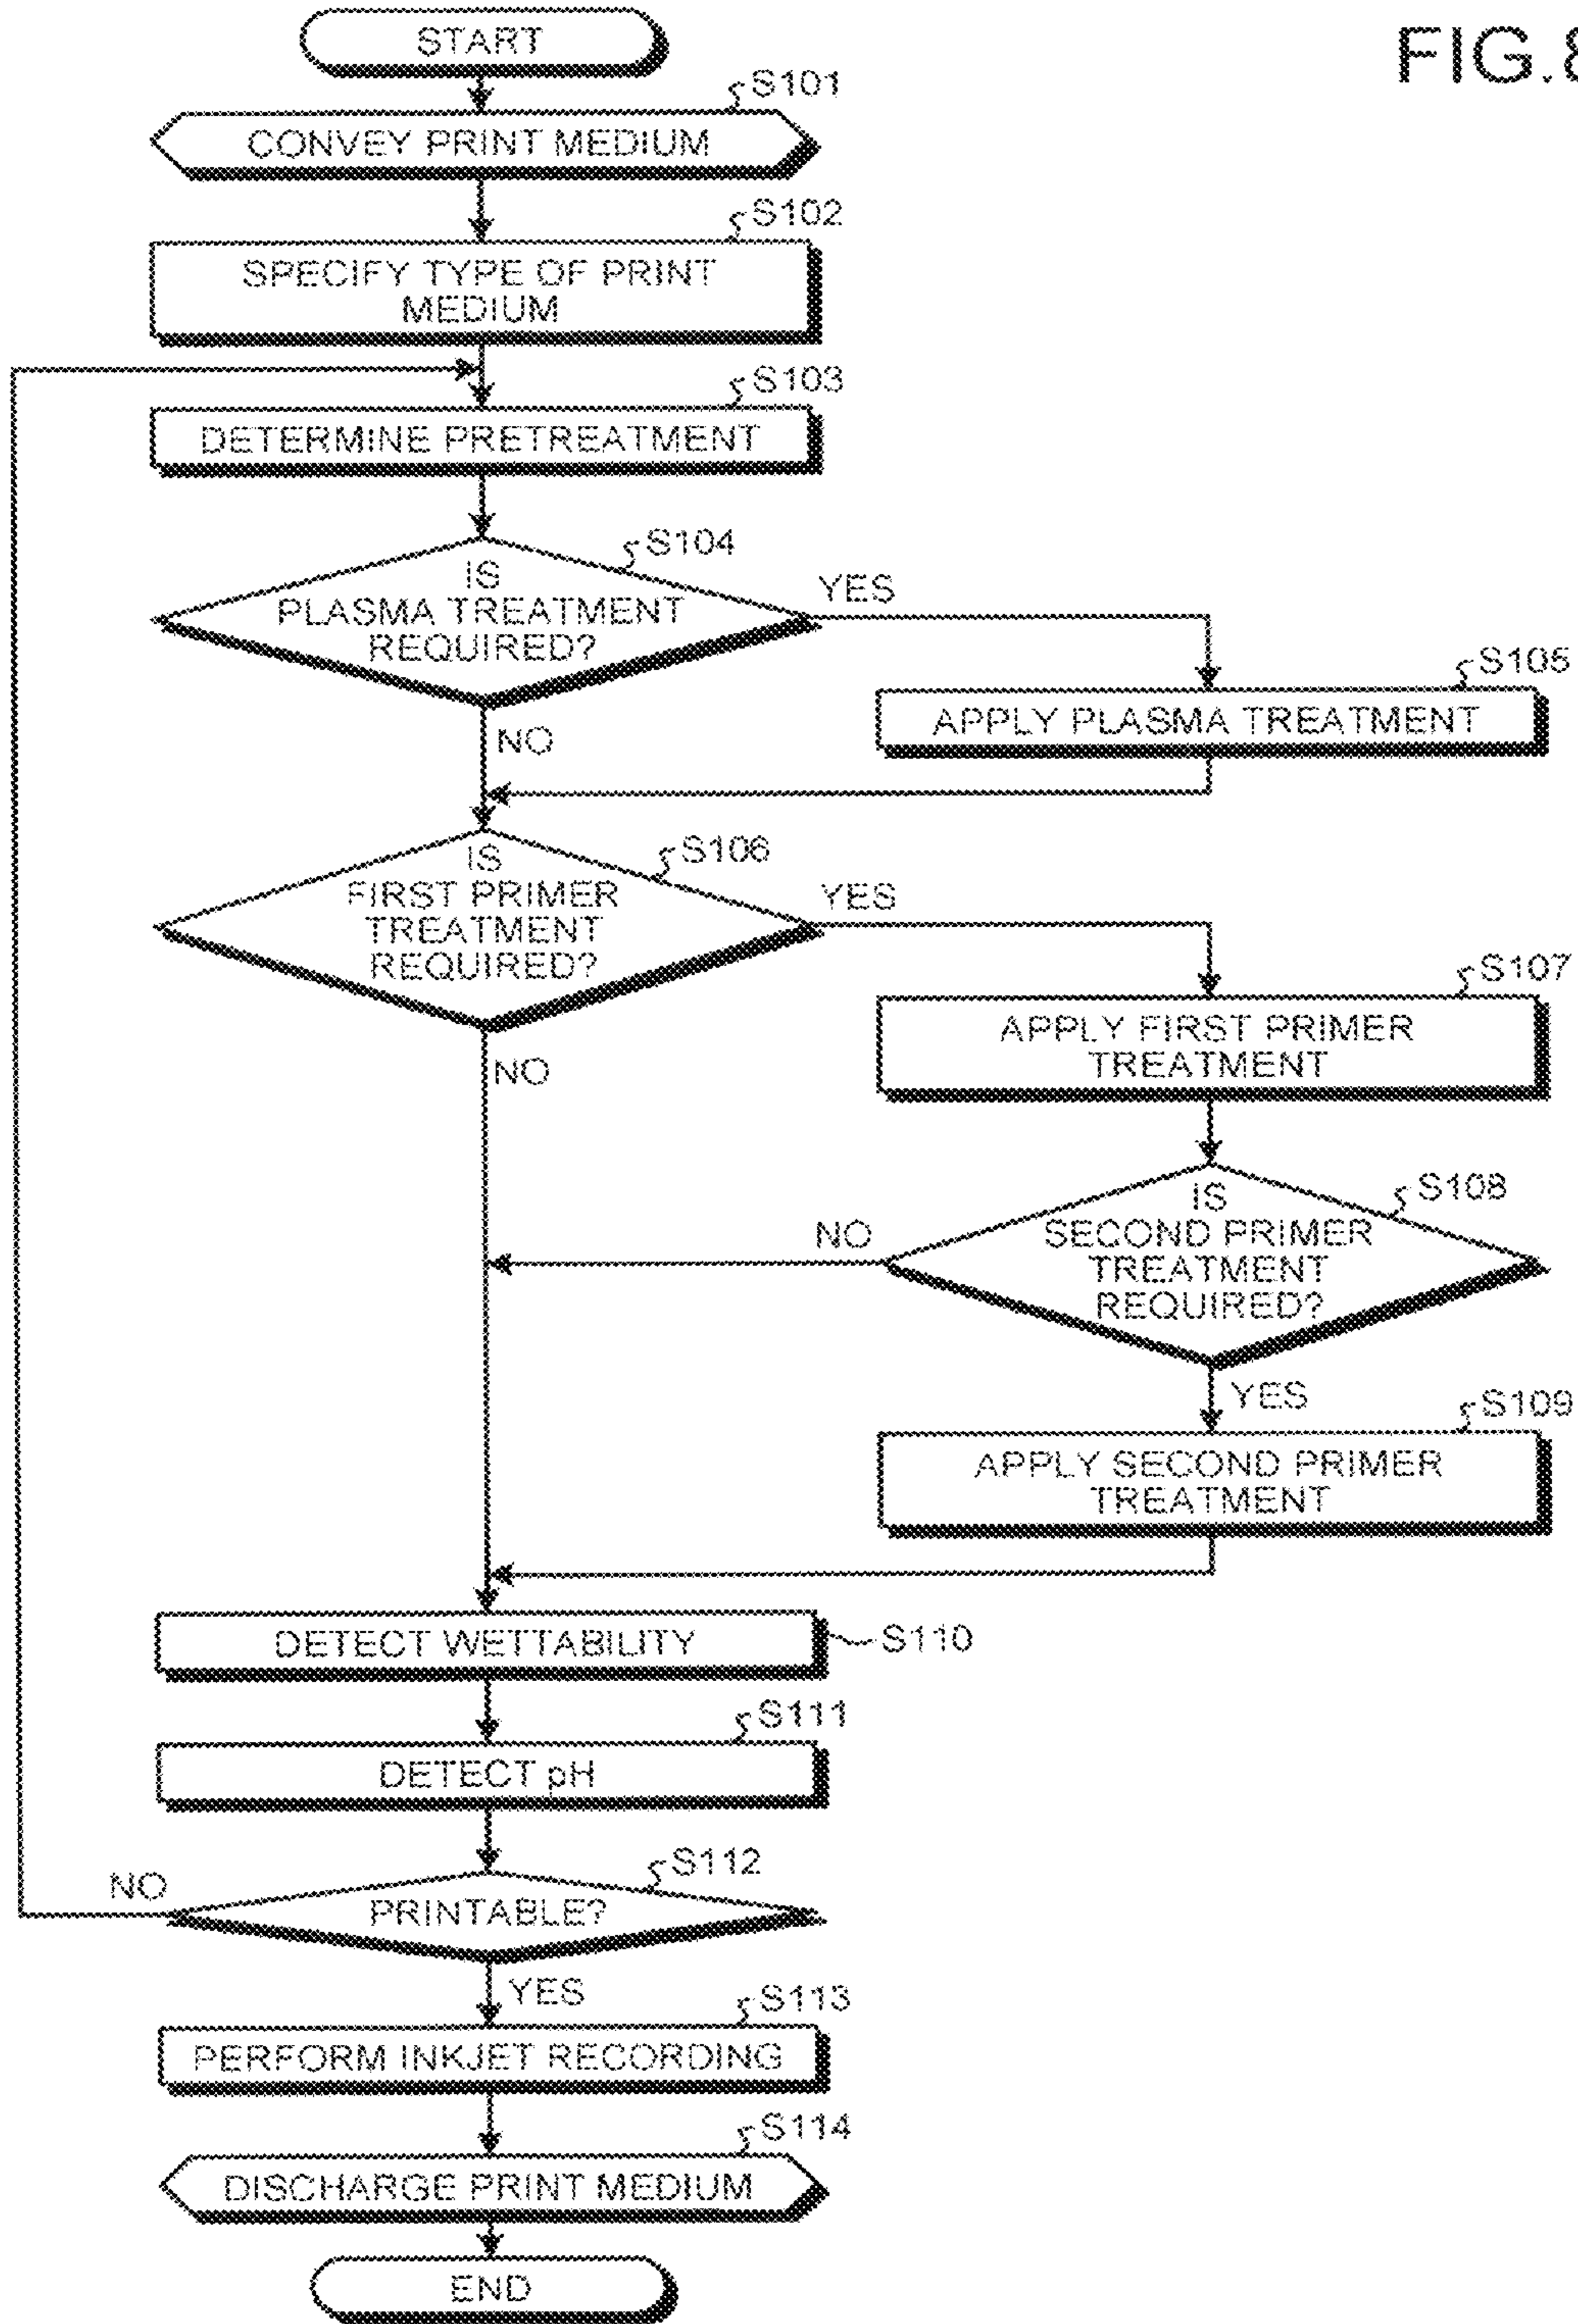 FIG.8
START
S101
CONVEY PRINT MEDIUM
S102
SPECIFY TYPE OF PRINT
MEDIUM
S103
DETERMINE PRETREATMENT
S104
IS
PLASMA TREATMENT
REQUIRED?
YES
S105
APPLY PLASMA TREATMENT
NO
S106
IS
FIRST PRIMER
TREATMENT
REQUIRED?
YES
S107
APPLY FIRST PRIMER
TREATMENT
NO
S108
IS
SECOND PRIMER
TREATMENT
REQUIRED?
NO
YES
S109
APPLY SECOND PRIMER
TREATMENT
DETECT WETTABILITY
S110
S111
DETECT pH
S112
PRINTABLE?
NO
YES
S113
PERFORM INKJET RECORDING
S114
DISCHARGE PRINT MEDIUM
END